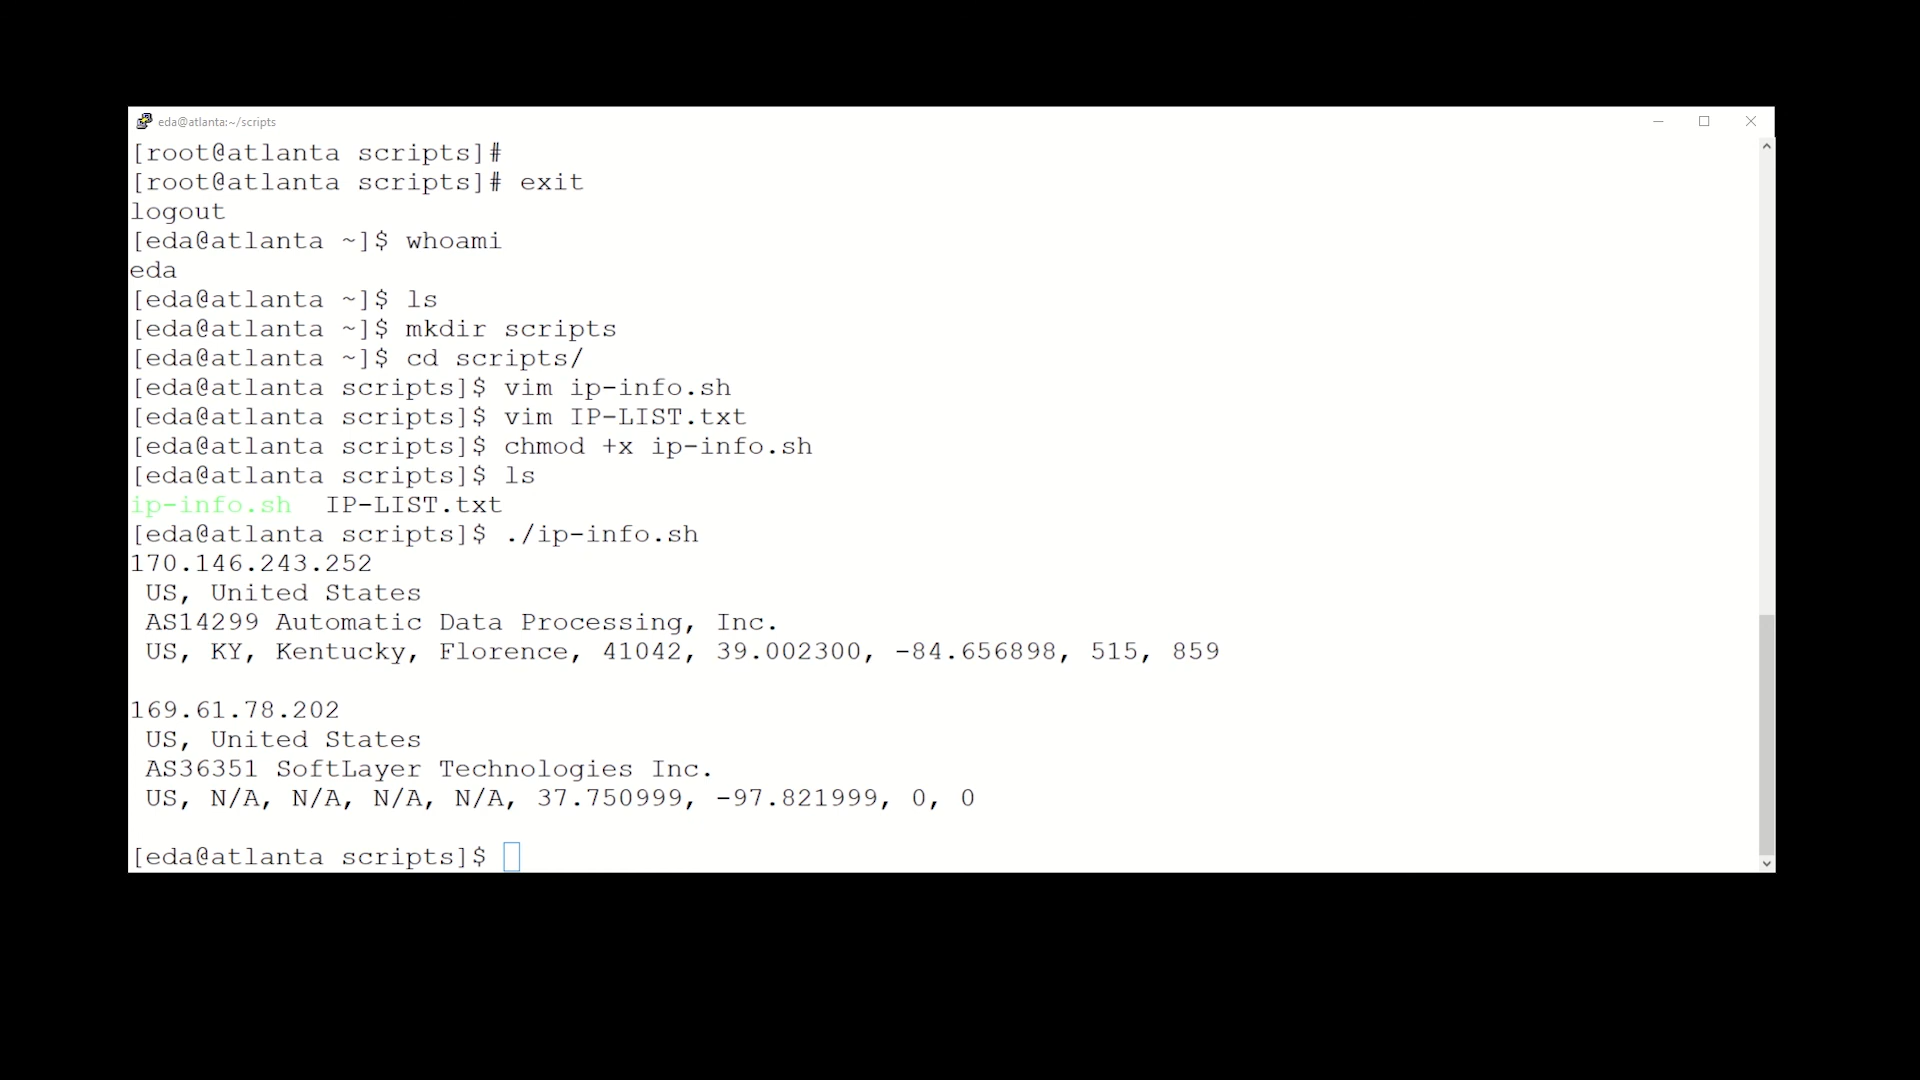 eda@atlanta:~/scripts
[root@atlanta scripts]#
[root@atlanta scripts]# exit
logout
[eda@atlanta ~]$ whoami
eda
[eda@atlanta ~]$ ls
[eda@atlanta ~]$ mkdir scripts
[eda@atlanta ~]$ cd scripts/
[eda@atlanta scripts]$ vim ip-info.sh
[eda@atlanta scripts]$ vim IP-LIST.txt
[eda@atlanta scripts]$ chmod +x ip-info.sh
[eda@atlanta scripts]$ ls
ip-info.sh  IP-LIST.txt
[eda@atlanta scripts]$ ./ip-info.sh
170.146.243.252
 US, United States
 AS14299 Automatic Data Processing, Inc.
 US, KY, Kentucky, Florence, 41042, 39.002300, -84.656898, 515, 859
169.61.78.202
 US, United States
 AS36351 SoftLayer Technologies Inc.
 US, N/A, N/A, N/A, N/A, 37.750999, -97.821999, 0, 0
[eda@atlanta scripts]$